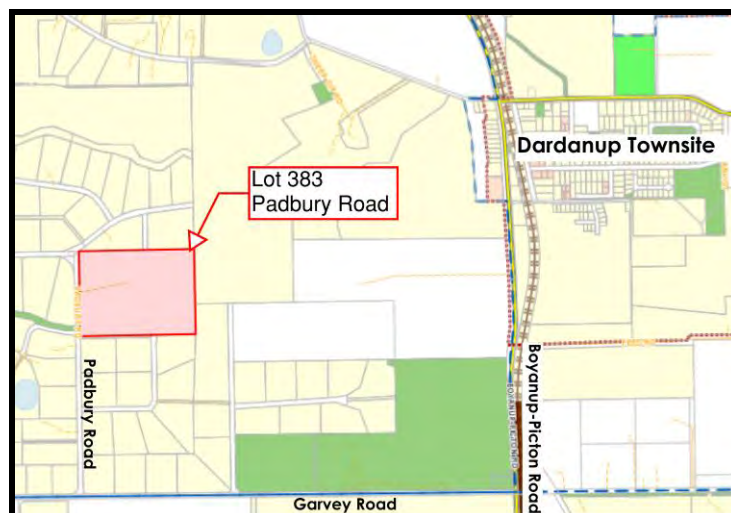 Dardanup Townsite
Lot 383
Padbury Road
Padbury Road
Boyanup-Picton Road
Garvey Road